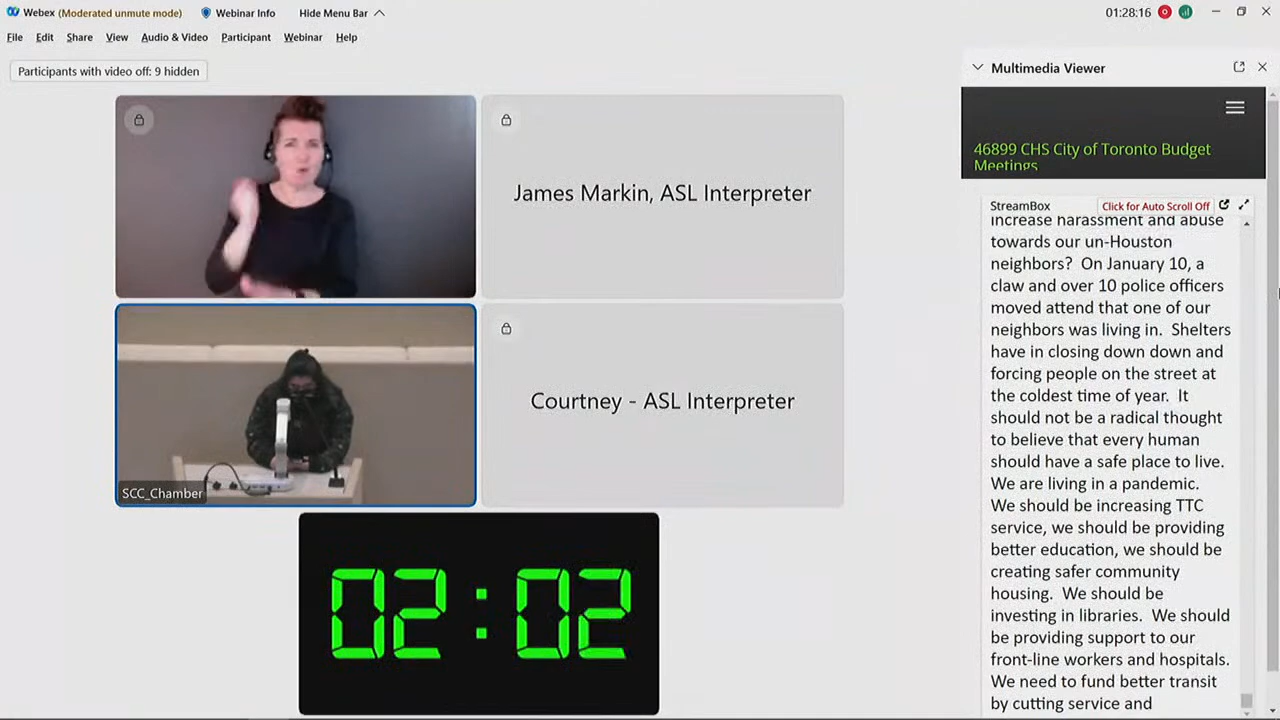 Webex (Moderated unmute mode) Webinar Info Hide Menu Bar 01:28:16
File Edit Share View Audio & Video Participant Webinar Help
Participants with video off: 9 hidden
James Markin, ASL Interpreter
SCC_Chamber
Courtney - ASL Interpreter
02:02
Multimedia Viewer
46899 CHS City of Toronto Budget
Meetings
StreamBox Click for Auto Scroll Off
increase harassment and abuse
towards our un-Houston
neighbors? On January 10, a
claw and over 10 police officers
moved attend that one of our
neighbors was living in. Shelters
have in closing down down and
forcing people on the street at
the coldest time of year. It
should not be a radical thought
to believe that every human
should have a safe place to live.
We are living in a pandemic.
We should be increasing TTC
service, we should be providing
better education, we should be
creating safer community
housing. We should be
investing in libraries. We should
be providing support to our
front-line workers and hospitals.
We need to fund better transit
by cutting service and